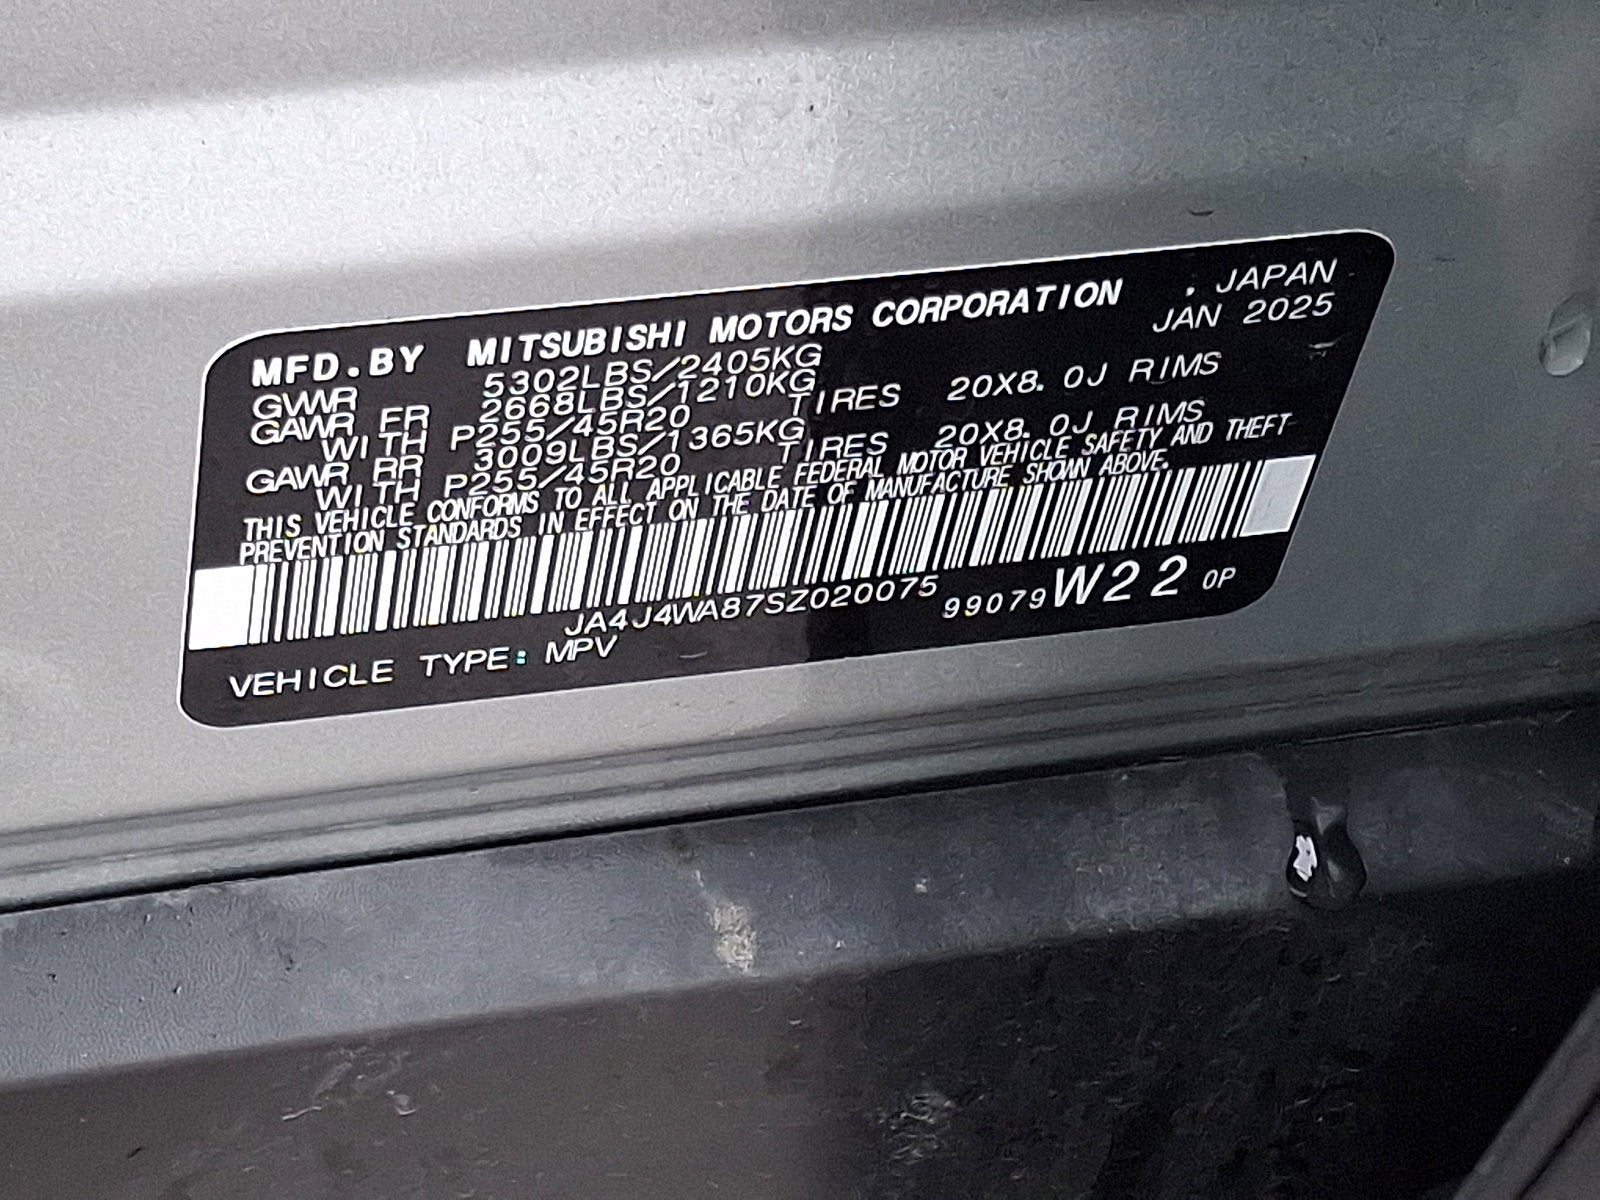 MFD.BY MITSUBISHI MOTORS CORPORATION , JAPAN
JAN 2025
GVWR 5302LBS/2405KG
GAWR FR 2668LBS/1210KG
WITH P255/45R20 TIRES 20X8.0J RIMS
GAWR RR 3009LBS/1365KG
WITH P255/45R20 TIRES 20X8.0J RIMS
THIS VEHICLE CONFORMS TO ALL APPLICABLE FEDERAL MOTOR VEHICLE SAFETY AND THEFT
PREVENTION STANDARDS IN EFFECT ON THE DATE OF MANUFACTURE SHOWN ABOVE.
JA4J4WA87SZ020075 99079 W22 0P
VEHICLE TYPE: MPV